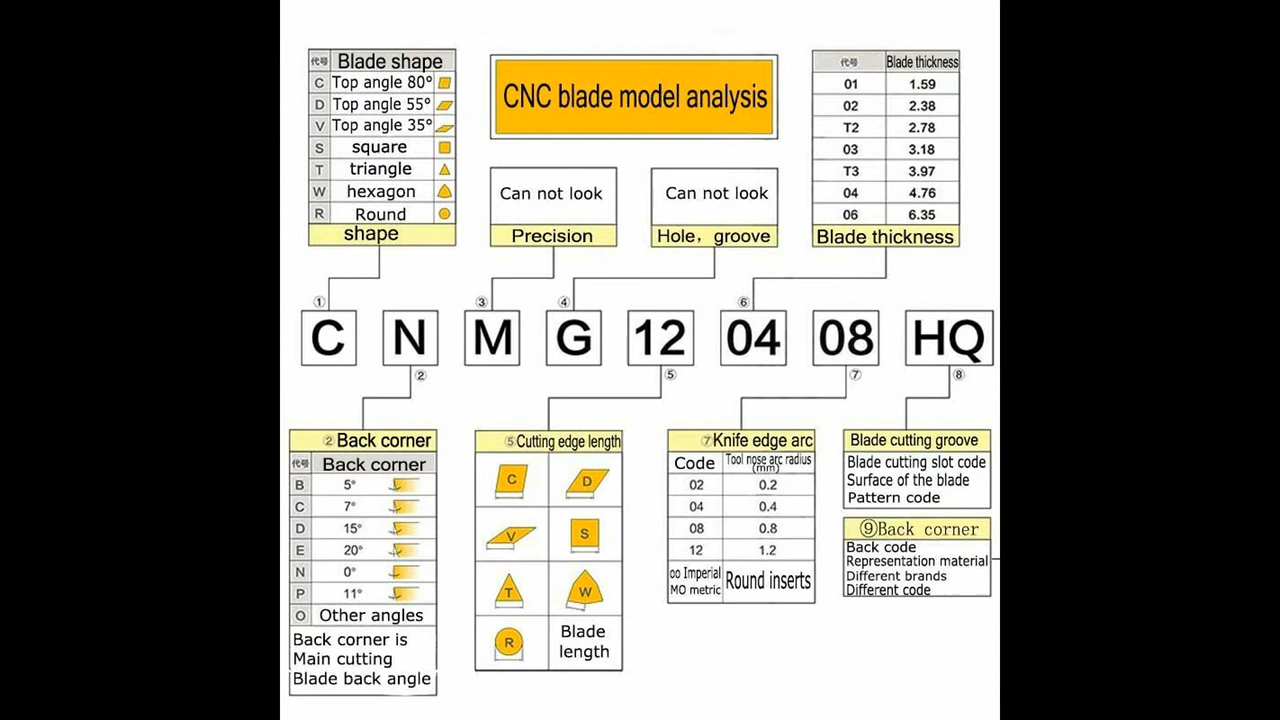 CNC blade model analysis
代号 Blade shape
C Top angle 80°
D Top angle 55°
V Top angle 35°
S square
T triangle
W hexagon
R Round
shape
Can not look
Precision
Can not look
Hole，groove
代号 Blade thickness
01 1.59
02 2.38
T2 2.78
03 3.18
T3 3.97
04 4.76
06 6.35
Blade thickness
① ③ ④ ⑥
C N M G 12 04 08 HQ
② ⑤ ⑦ ⑧
②Back corner
代号 Back corner
B 5°
C 7°
D 15°
E 20°
N 0°
P 11°
O Other angles
Back corner is
Main cutting
Blade back angle
⑤Cutting edge length
C D
V S
T W
R Blade
length
⑦Knife edge arc
Code Tool nose arc radius
(mm)
02 0.2
04 0.4
08 0.8
12 1.2
oo Imperial
MO metric Round inserts
Blade cutting groove
Blade cutting slot code
Surface of the blade
Pattern code
⑨Back corner
Back code
Representation material
Different brands
Different code